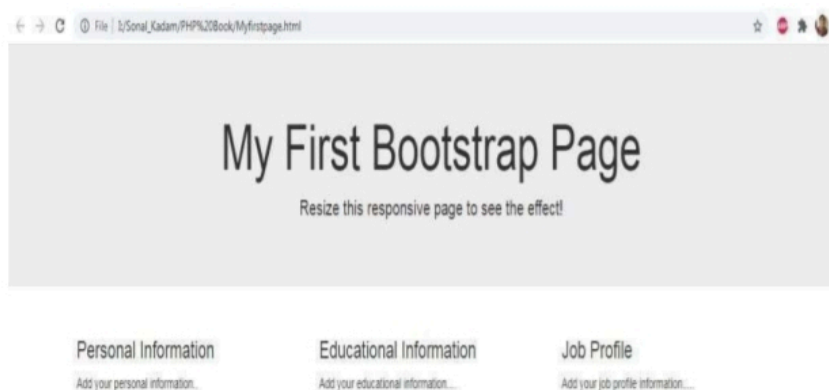 File | I:/Sonal_Kadam/PHP%20Book/Myfirstpage.html
My First Bootstrap Page
Resize this responsive page to see the effect!
Personal Information Educational Information Job Profile
Add your personal information.. Add your educational information.... Add your job profile information.....